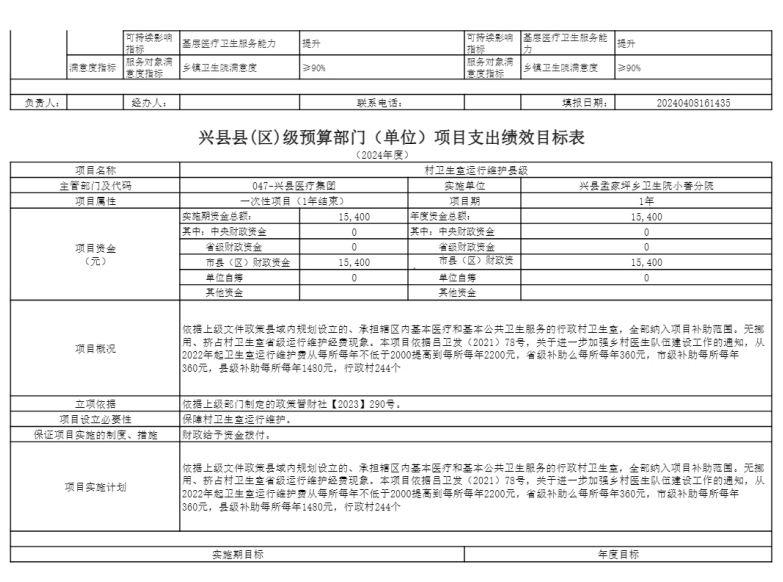 可持续影响指标 基层医疗卫生服务能力 提升 可持续影响指标 基层医疗卫生服务能力 提升
满意度指标 服务对象满意度指标 乡镇卫生院满意度 ≥90% 服务对象满意度指标 乡镇卫生院满意度 ≥90%
负责人： 经办人： 联系电话： 填报日期： 20240408161435
兴县县(区)级预算部门（单位）项目支出绩效目标表
（2024年度）
项目名称 村卫生室运行维护县级
主管部门及代码 047-兴县医疗集团 实施单位 兴县孟家坪乡卫生院小善分院
项目属性 一次性项目（1年结束） 项目期 1年
项目资金（元） 实施期资金总额： 15,400 年度资金总额： 15,400
其中：中央财政资金 0 其中：中央财政资金 0
省级财政资金 0 省级财政资金 0
市县（区）财政资金 15,400 市县（区）财政资 15,400
单位自筹 0 单位自筹 0
其他资金 其他资金
项目概况
依据上级文件政策县域内规划设立的、承担辖区内基本医疗和基本公共卫生服务的行政村卫生室，全部纳入项目补助范围。无挪
用、挤占村卫生室省级运行维护经费现象。本项目依据吕卫发（2021）78号，关于进一步加强乡村医生队伍建设工作的通知，从
2022年起卫生室运行维护费从每所每年不低于2000提高到每所每年2200元，省级补助么每所每年360元，市级补助每所每年
360元，县级补助每所每年1480元，行政村244个
立项依据 依据上级部门制定的政策晋财社【2023】290号。
项目设立必要性 保障村卫生室运行维护。
保证项目实施的制度、措施 财政给予资金拨付。
项目实施计划
依据上级文件政策县域内规划设立的、承担辖区内基本医疗和基本公共卫生服务的行政村卫生室，全部纳入项目补助范围。无挪
用、挤占村卫生室省级运行维护经费现象。本项目依据吕卫发（2021）78号，关于进一步加强乡村医生队伍建设工作的通知，从
2022年起卫生室运行维护费从每所每年不低于2000提高到每所每年2200元，省级补助么每所每年360元，市级补助每所每年
360元，县级补助每所每年1480元，行政村244个
实施期目标 年度目标